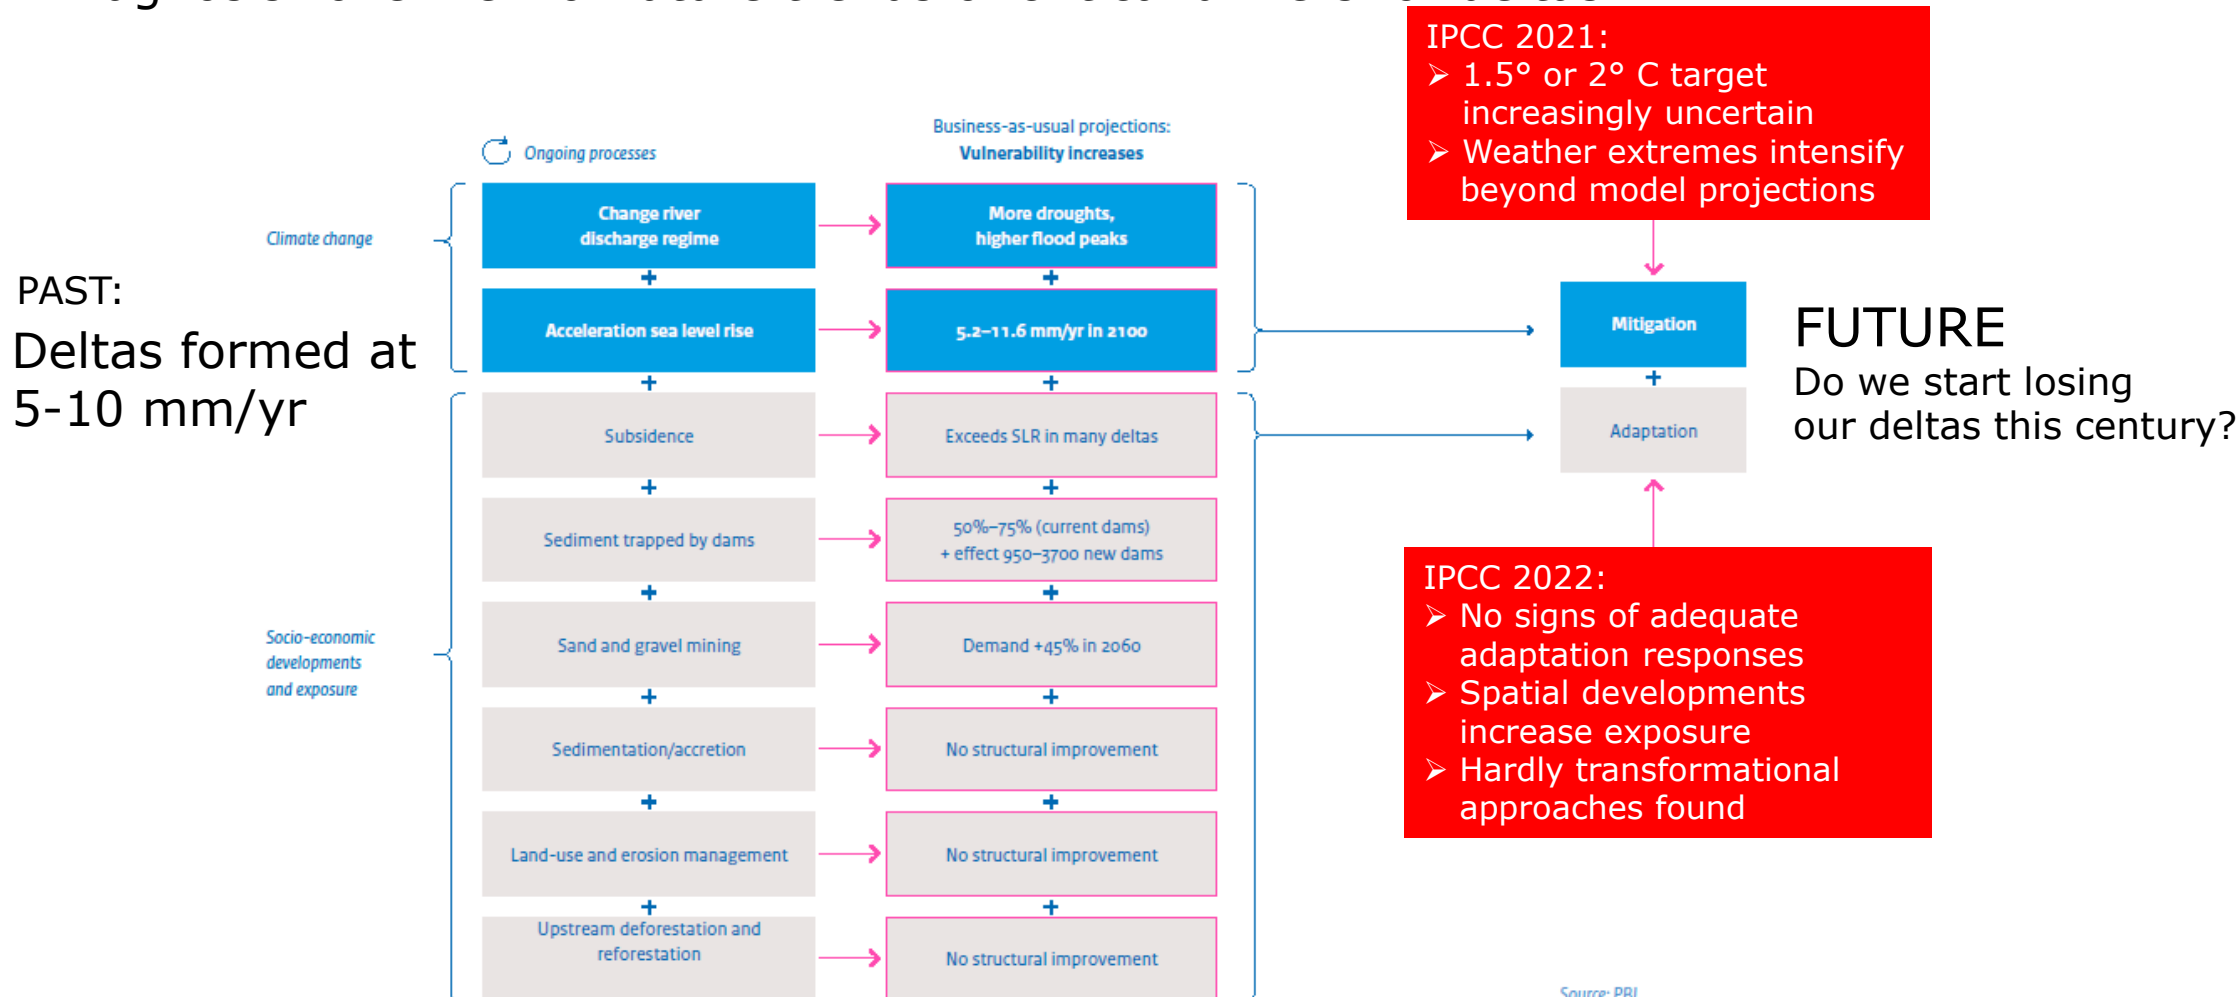 IPCC 2021:
➢ 1.5° or 2° C target
increasingly uncertain
➢ Weather extremes intensify
beyond model projections
Ongoing processes
Business-as-usual projections:
Vulnerability increases
Climate change
Change river
discharge regime
More droughts,
higher flood peaks
+
+
PAST:
Deltas formed at
5-10 mm/yr
Acceleration sea level rise
5.2–11.6 mm/yr in 2100
Mitigation
+
Adaptation
FUTURE
Do we start losing
our deltas this century?
+
+
Subsidence
Exceeds SLR in many deltas
+
+
Sediment trapped by dams
50%–75% (current dams)
+ effect 950–3700 new dams
+
+
Socio-economic
developments
and exposure
Sand and gravel mining
Demand +45% in 2060
IPCC 2022:
➢ No signs of adequate
adaptation responses
➢ Spatial developments
increase exposure
➢ Hardly transformational
approaches found
+
+
Sedimentation/accretion
No structural improvement
+
+
Land-use and erosion management
No structural improvement
+
+
Upstream deforestation and
reforestation
No structural improvement
Source: PBL